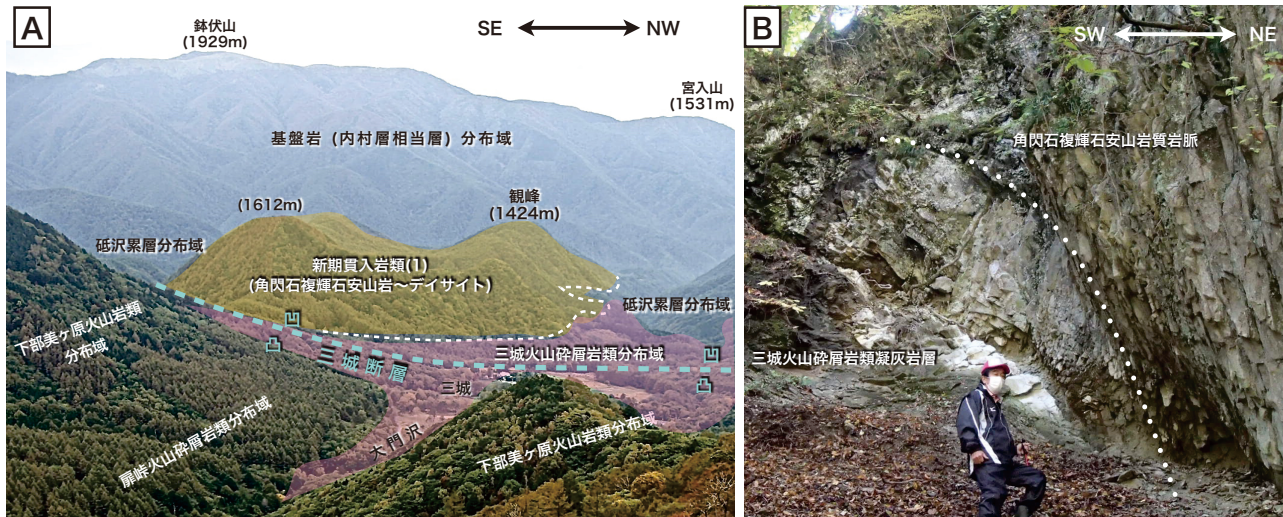 A
鉢伏山
(1929m)
SE
NW
宮入山
(1531m)
基盤岩 (内村層相当層) 分布域
(1612m)
観峰
(1424m)
砥沢累層分布域
新期貫入岩類(1)
(角閃石複輝石安山岩〜デイサイト)
砥沢累層分布域
下部美ヶ原火山岩類
分布域
凹
凸
三城断層
三城火山砕屑岩類分布域
凹
凸
三城
大門沢
扉峠火山砕屑岩類分布域
下部美ヶ原火山岩類分布域
B
SW
NE
角閃石複輝石安山岩質岩脈
三城火山砕屑岩類凝灰岩層